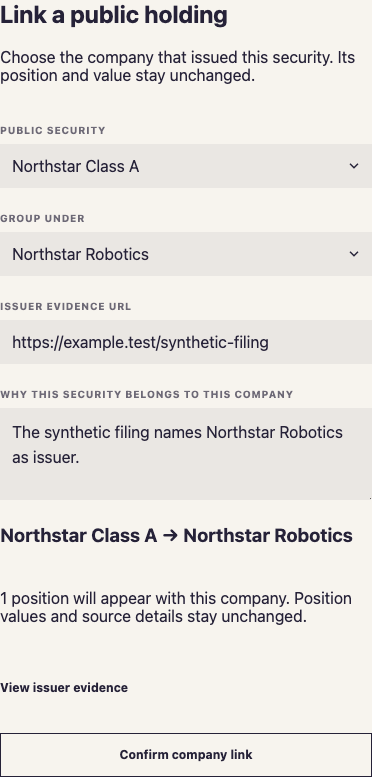 Link a public holding
Choose the company that issued this security. Its
position and value stay unchanged.
PUBLIC SECURITY
Northstar Class A
GROUP UNDER
Northstar Robotics
ISSUER EVIDENCE URL
https://example.test/synthetic-filing
WHY THIS SECURITY BELONGS TO THIS COMPANY
The synthetic filing names Northstar Robotics
as issuer.
Northstar Class A → Northstar Robotics
1 position will appear with this company. Position
values and source details stay unchanged.
View issuer evidence
Confirm company link